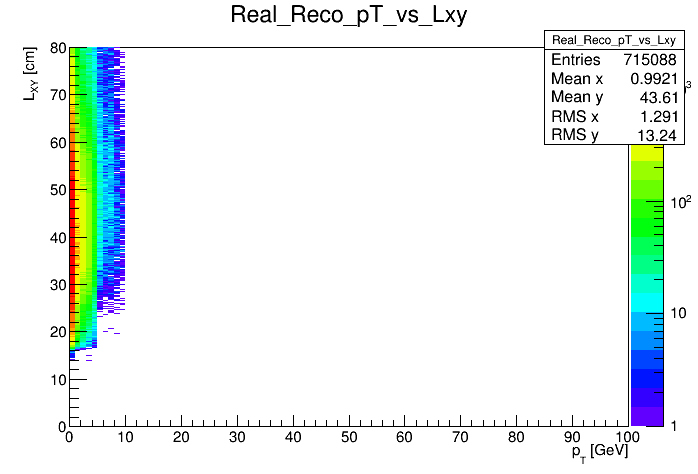 Real_Reco_pT_vs_Lxy
Real_Reco_pT_vs_Lxy
Entries 715088
Mean x 0.9921
Mean y 43.61
RMS x 1.291
RMS y 13.24
L_XY [cm]
80
70
60
50
40
30
20
10
0
3
10²
10
1
0 10 20 30 40 50 60 70 80 90 100
p_T [GeV]